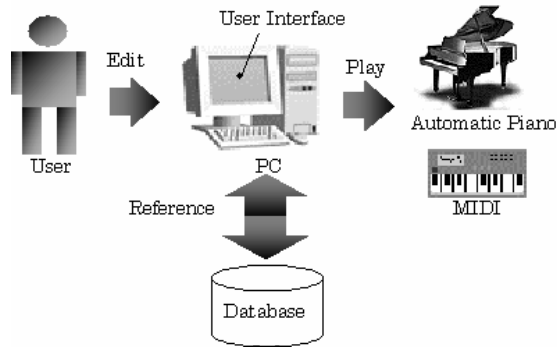 User Interface
Edit
Play
Automatic Piano
User
PC
MIDI
Reference
Database